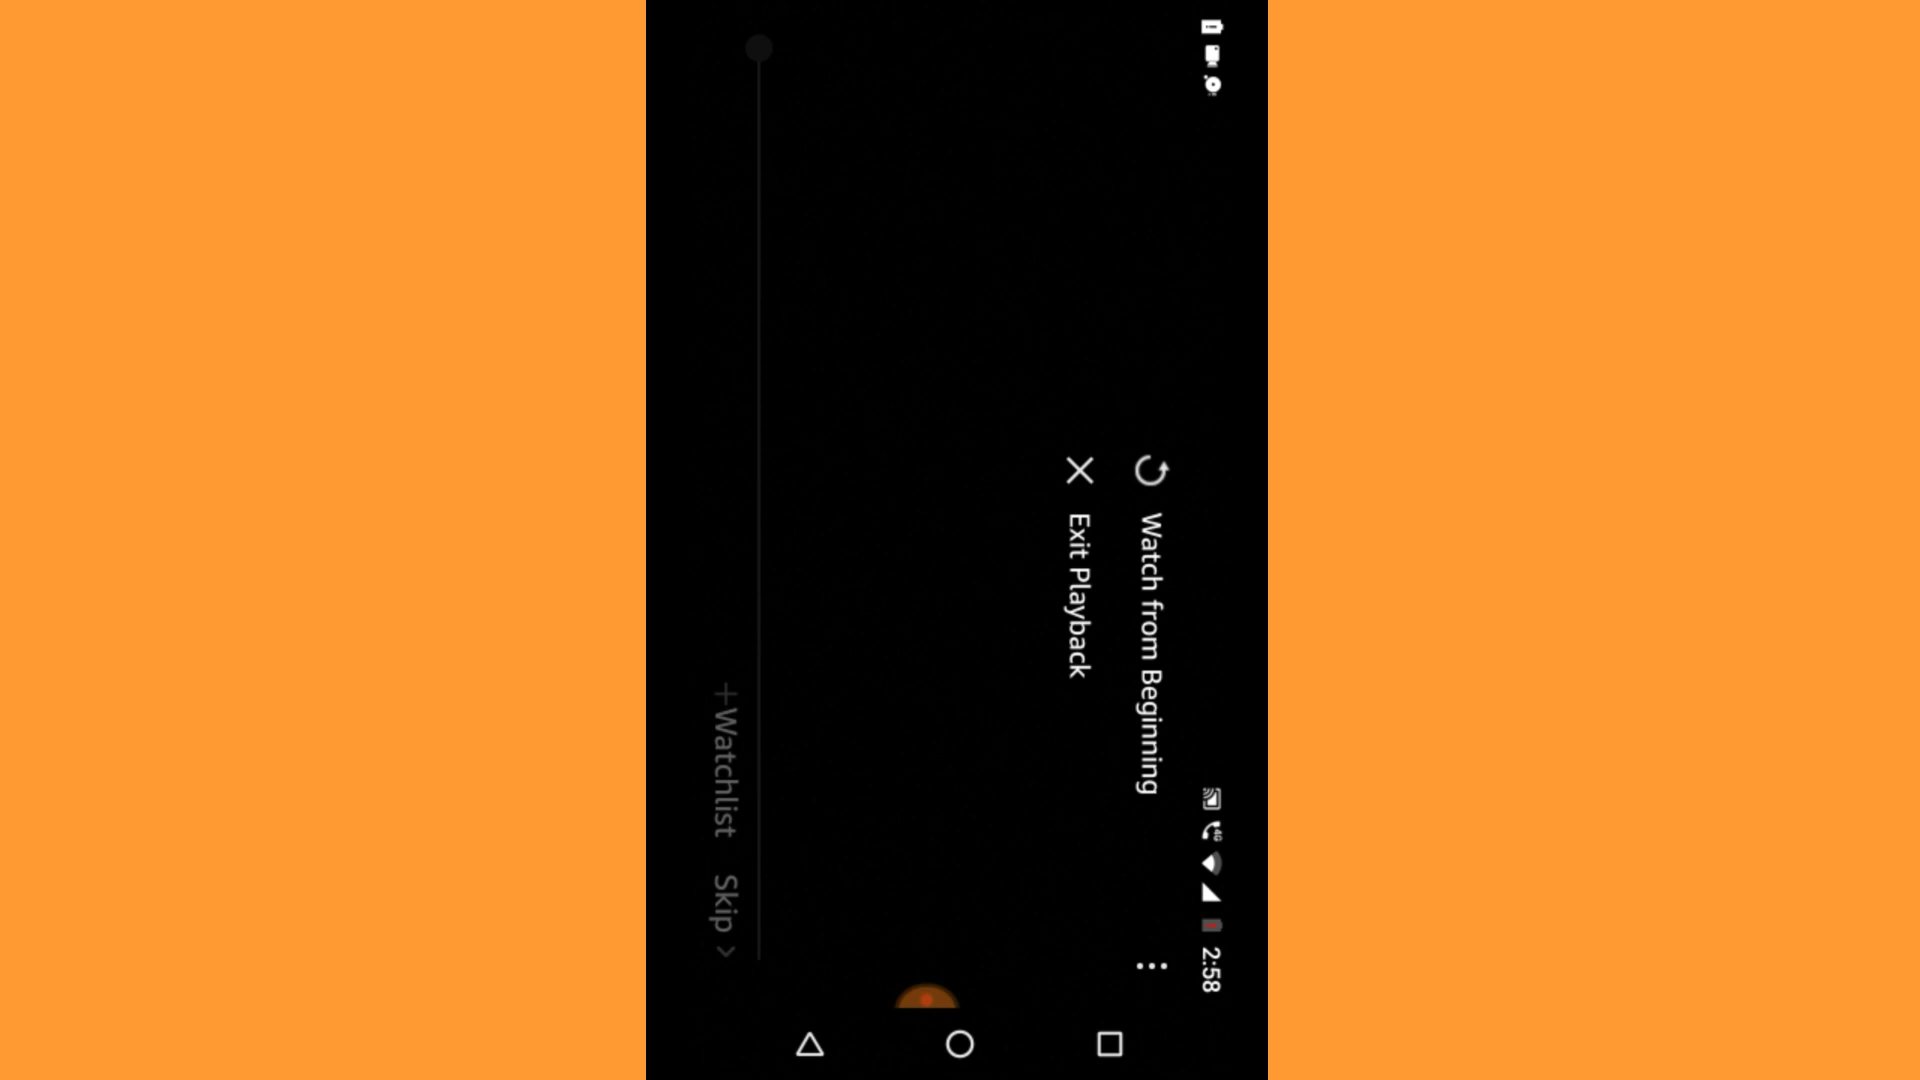 2:58
Watch from Beginning
Exit Playback
+Watchlist Skip >